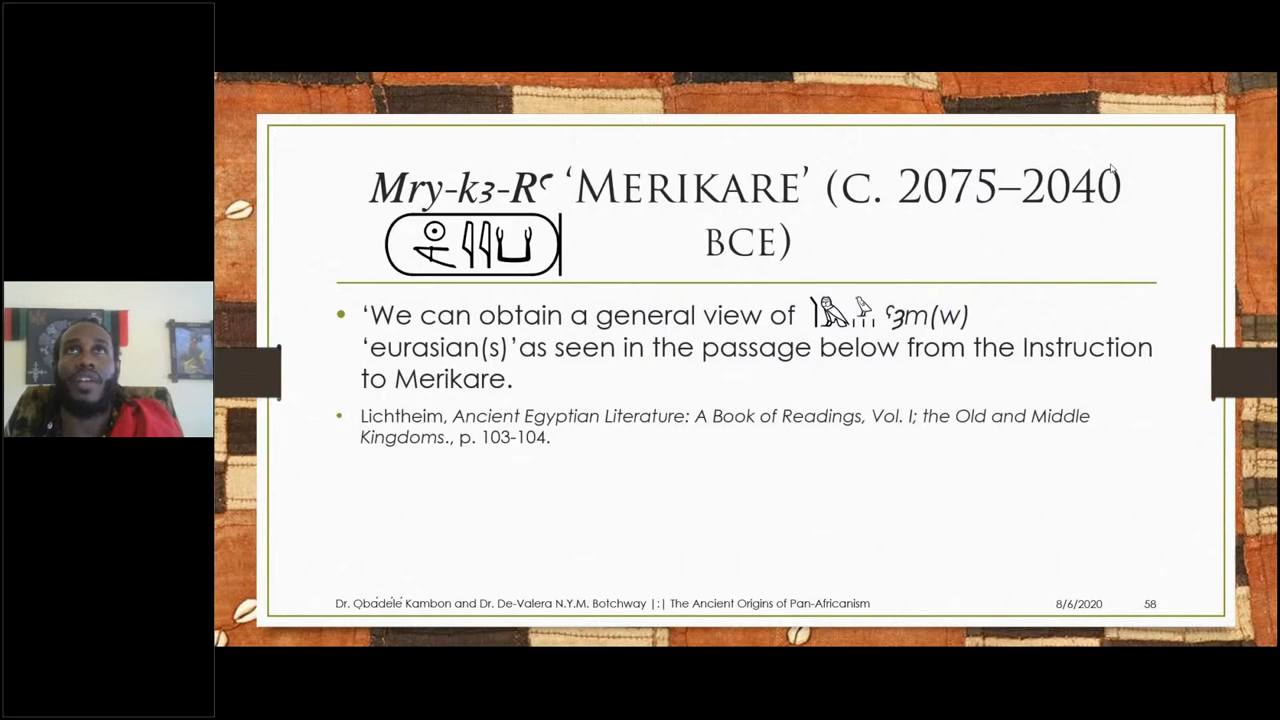 Mry-kꜣ-Rꜥ ‘MERIKARE’ (C. 2075–2040
BCE)
• ‘We can obtain a general view of ꜥꜣm(w)
‘eurasian(s)’as seen in the passage below from the Instruction
to Merikare.
• Lichtheim, Ancient Egyptian Literature: A Book of Readings, Vol. I; the Old and Middle
Kingdoms., p. 103-104.
Dr. Ọbádélé Kambon and Dr. De-Valera N.Y.M. Botchway |:| The Ancient Origins of Pan-Africanism 8/6/2020 58